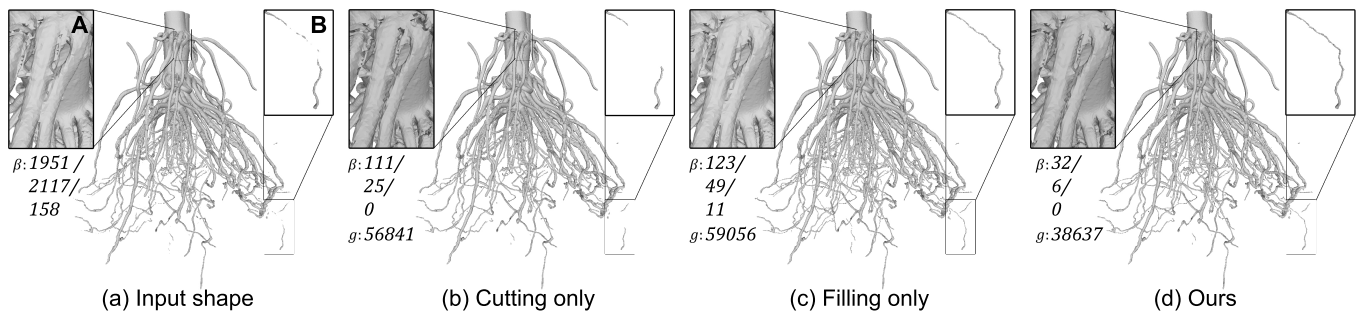 A
B
β:1951/
2117/
158
(a) Input shape
β:111/
25/
0
g:56841
(b) Cutting only
β:123/
49/
11
g:59056
(c) Filling only
β:32/
6/
0
g:38637
(d) Ours